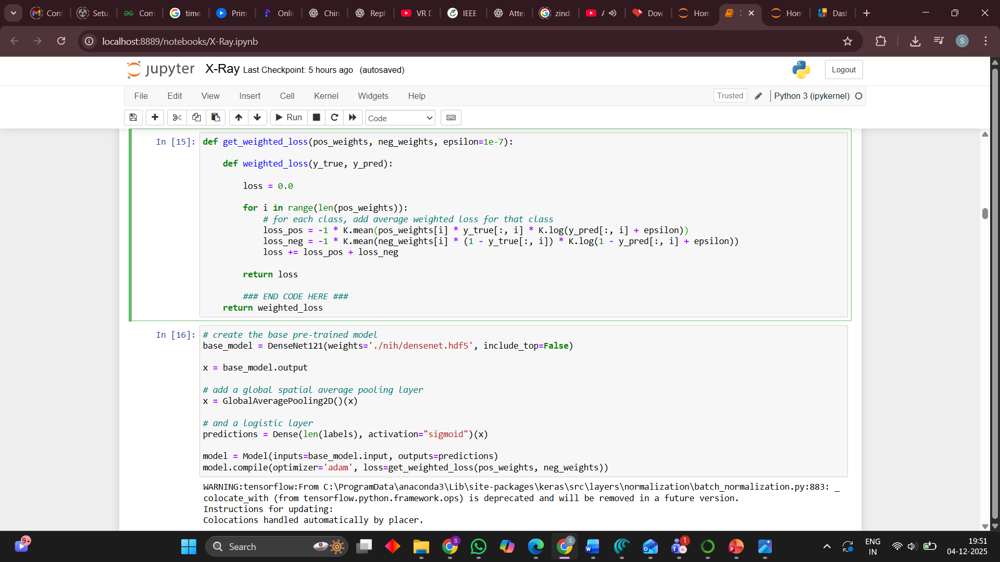 Conf
Setu
Com
time
Prim
Onli
Chin
Repl
VR D
IEEE
Atte
zind
A
Dow
Hom
Hom
Dash
localhost:8889/notebooks/X-Ray.ipynb
S
jupyter X-Ray Last Checkpoint: 5 hours ago (autosaved)
Logout
File Edit View Insert Cell Kernel Widgets Help
Trusted
Python 3 (ipykernel)
Run
Code
In [15]:
def get_weighted_loss(pos_weights, neg_weights, epsilon=1e-7):
    def weighted_loss(y_true, y_pred):
        loss = 0.0
        for i in range(len(pos_weights)):
            # for each class, add average weighted loss for that class
            loss_pos = -1 * K.mean(pos_weights[i] * y_true[:, i] * K.log(y_pred[:, i] + epsilon))
            loss_neg = -1 * K.mean(neg_weights[i] * (1 - y_true[:, i]) * K.log(1 - y_pred[:, i] + epsilon))
            loss += loss_pos + loss_neg
        return loss
        ### END CODE HERE ###
    return weighted_loss
In [16]:
# create the base pre-trained model
base_model = DenseNet121(weights='./nih/densenet.hdf5', include_top=False)
x = base_model.output
# add a global spatial average pooling layer
x = GlobalAveragePooling2D()(x)
# and a logistic layer
predictions = Dense(len(labels), activation="sigmoid")(x)
model = Model(inputs=base_model.input, outputs=predictions)
model.compile(optimizer='adam', loss=get_weighted_loss(pos_weights, neg_weights))
WARNING:tensorflow:From C:\ProgramData\anaconda3\Lib\site-packages\keras\src\layers\normalization\batch_normalization.py:883: _
colocate_with (from tensorflow.python.framework.ops) is deprecated and will be removed in a future version.
Instructions for updating:
Colocations handled automatically by placer.
9+
Search
S
S
1
ENG
IN
19:51
04-12-2025